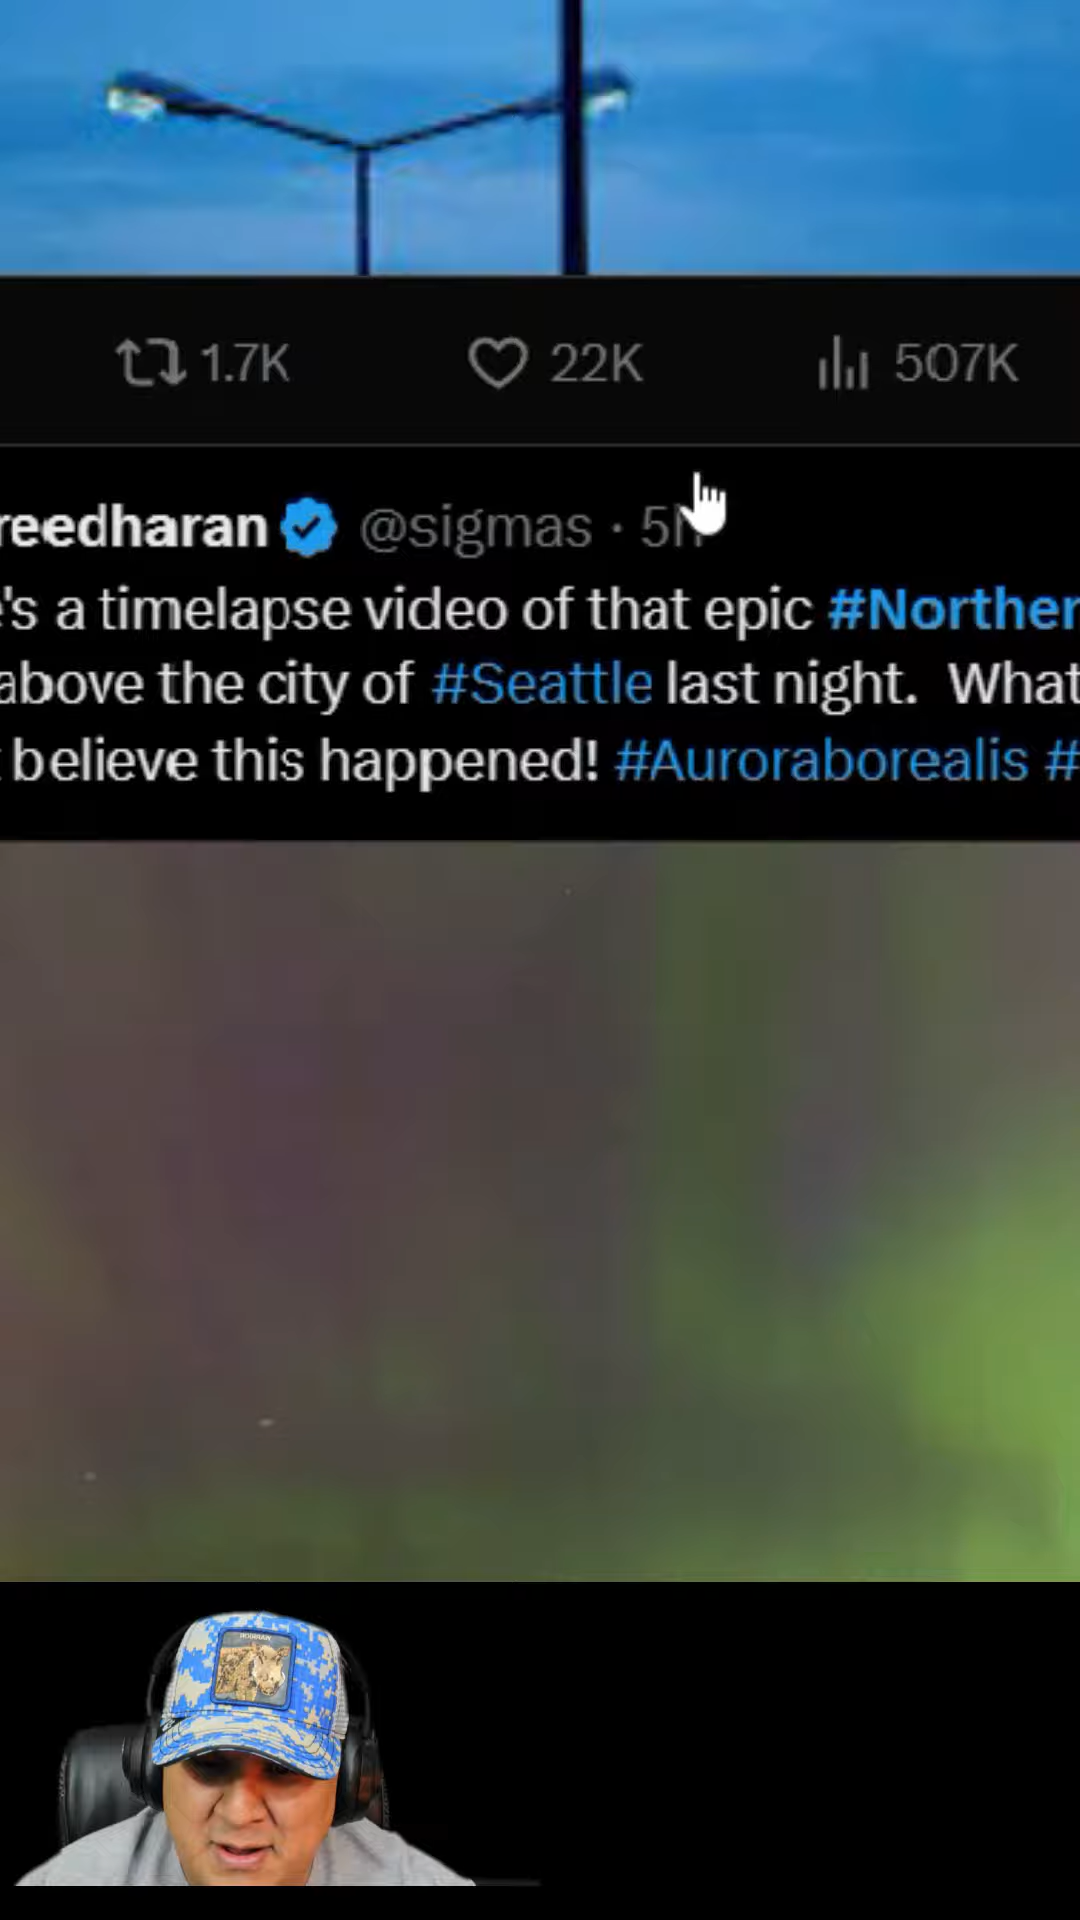 1.7K 22K 507K
reedharan @sigmas · 5h
's a timelapse video of that epic #Norther
above the city of #Seattle last night. What
believe this happened! #Auroraborealis #